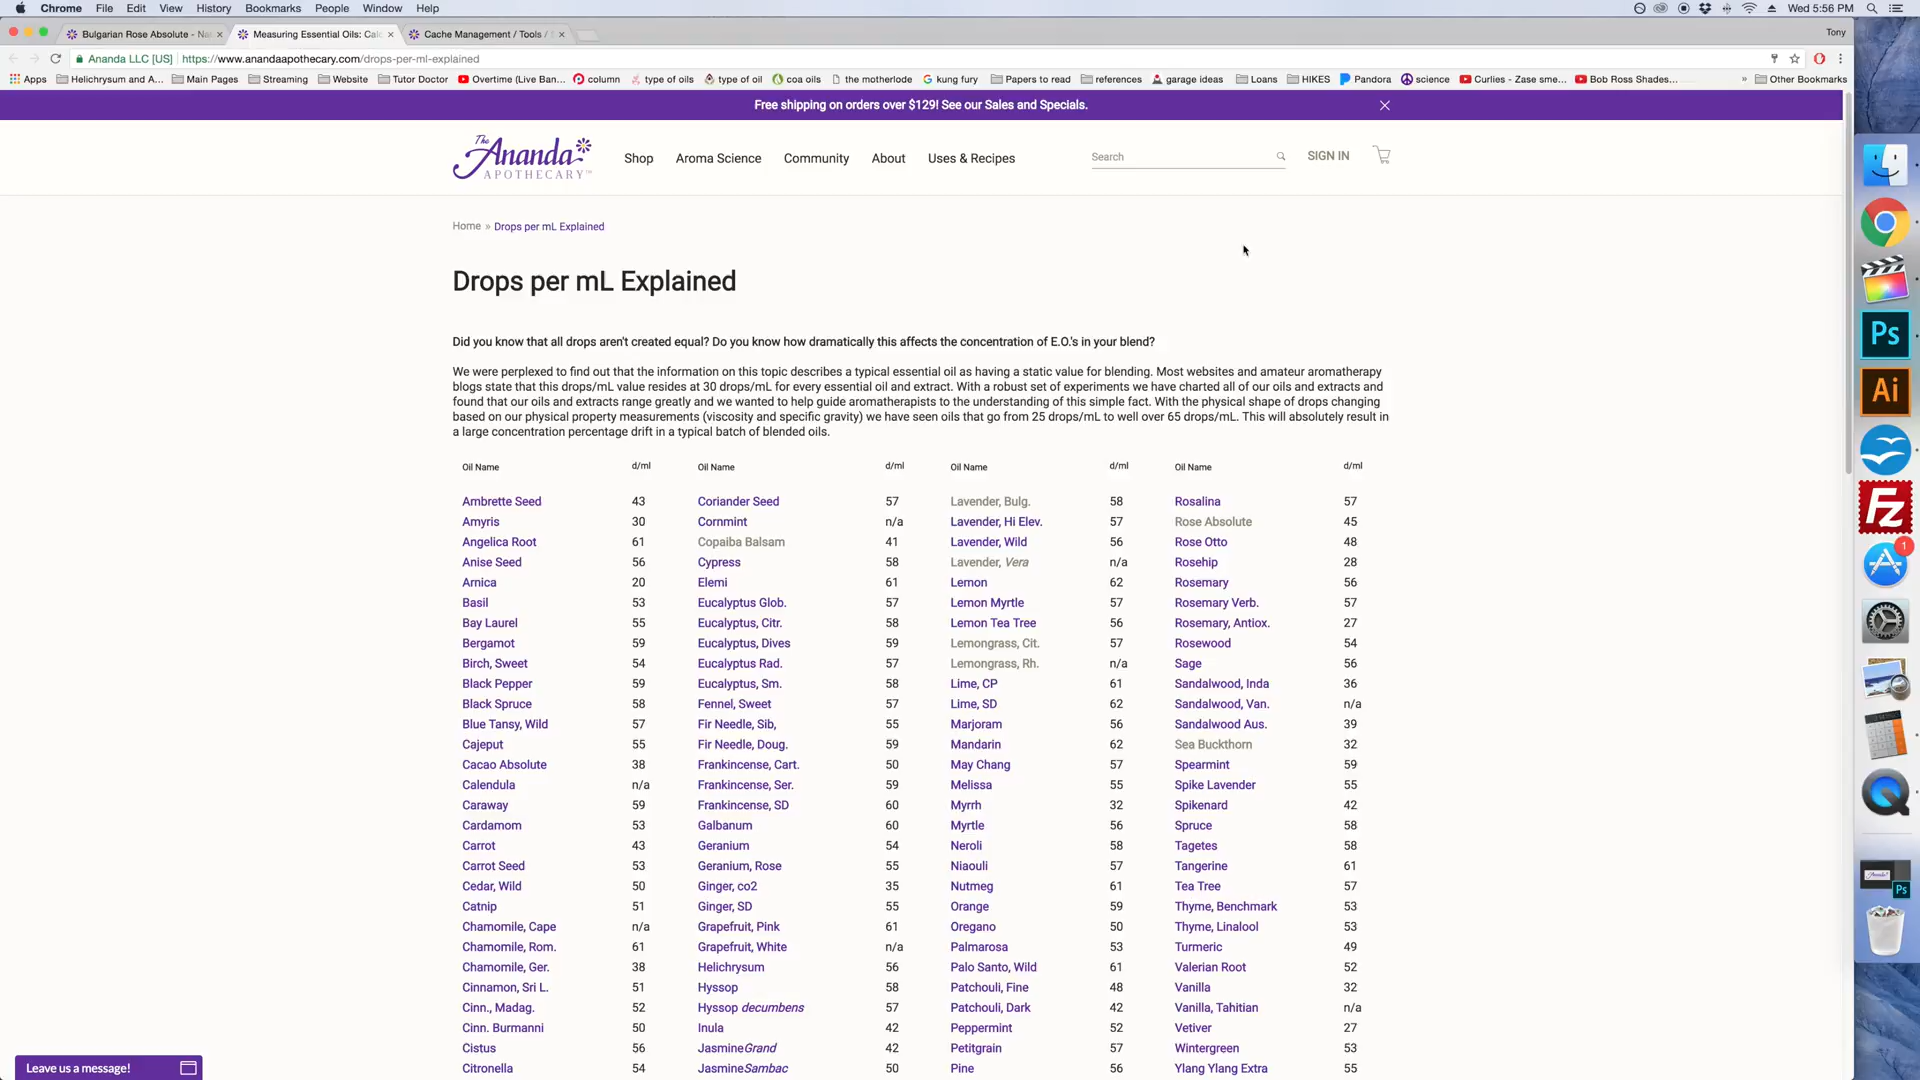 Chrome File Edit View History Bookmarks People Window Help Wed 5:56 PM
Bulgarian Rose Absolute - Measuring Essential Oils: Cache Management / Tools / Tony
Ananda LLC [US] https://www.anandaapothecary.com/drops-per-ml-explained
Apps Helichrysum and A... Main Pages Streaming Website Tutor Doctor Overtime (Live Ban... column type of oils type of oil coa oils the motherlode kung fury Papers to read references garage ideas Loans HIKES Pandora science Curlies - Zase sme... Bob Ross Shades... » Other Bookmarks
Free shipping on orders over $129! See our Sales and Specials.
The Ananda APOTHECARY™
Shop Aroma Science Community About Uses & Recipes Search SIGN IN
Home » Drops per mL Explained
Drops per mL Explained
Did you know that all drops aren't created equal? Do you know how dramatically this affects the concentration of E.O.'s in your blend?
We were perplexed to find out that the information on this topic describes a typical essential oil as having a static value for blending. Most websites and amateur aromatherapy
blogs state that this drops/mL value resides at 30 drops/mL for every essential oil and extract. With a robust set of experiments we have charted all of our oils and extracts and
found that our oils and extracts range greatly and we wanted to help guide aromatherapists to the understanding of this simple fact. With the physical shape of drops changing
based on our physical property measurements (viscosity and specific gravity) we have seen oils that go from 25 drops/mL to well over 65 drops/mL. This will absolutely result in
a large concentration percentage drift in a typical batch of blended oils.
Oil Name d/ml Oil Name d/ml Oil Name d/ml Oil Name d/ml
Ambrette Seed 43 Coriander Seed 57 Lavender, Bulg. 58 Rosalina 57
Amyris 30 Cornmint n/a Lavender, Hi Elev. 57 Rose Absolute 45
Angelica Root 61 Copaiba Balsam 41 Lavender, Wild 56 Rose Otto 48
Anise Seed 56 Cypress 58 Lavender, Vera n/a Rosehip 28
Arnica 20 Elemi 61 Lemon 62 Rosemary 56
Basil 53 Eucalyptus Glob. 57 Lemon Myrtle 57 Rosemary Verb. 57
Bay Laurel 55 Eucalyptus, Citr. 58 Lemon Tea Tree 56 Rosemary, Antiox. 27
Bergamot 59 Eucalyptus, Dives 59 Lemongrass, Cit. 57 Rosewood 54
Birch, Sweet 54 Eucalyptus Rad. 57 Lemongrass, Rh. n/a Sage 56
Black Pepper 59 Eucalyptus, Sm. 58 Lime, CP 61 Sandalwood, Inda 36
Black Spruce 58 Fennel, Sweet 57 Lime, SD 62 Sandalwood, Van. n/a
Blue Tansy, Wild 57 Fir Needle, Sib, 55 Marjoram 56 Sandalwood Aus. 39
Cajeput 55 Fir Needle, Doug. 59 Mandarin 62 Sea Buckthorn 32
Cacao Absolute 38 Frankincense, Cart. 50 May Chang 57 Spearmint 59
Calendula n/a Frankincense, Ser. 59 Melissa 55 Spike Lavender 55
Caraway 59 Frankincense, SD 60 Myrrh 32 Spikenard 42
Cardamom 53 Galbanum 60 Myrtle 56 Spruce 58
Carrot 43 Geranium 54 Neroli 58 Tagetes 58
Carrot Seed 53 Geranium, Rose 55 Niaouli 57 Tangerine 61
Cedar, Wild 50 Ginger, co2 35 Nutmeg 61 Tea Tree 57
Catnip 51 Ginger, SD 55 Orange 59 Thyme, Benchmark 53
Chamomile, Cape n/a Grapefruit, Pink 61 Oregano 50 Thyme, Linalool 53
Chamomile, Rom. 61 Grapefruit, White n/a Palmarosa 53 Turmeric 49
Chamomile, Ger. 38 Helichrysum 56 Palo Santo, Wild 61 Valerian Root 52
Cinnamon, Sri L. 51 Hyssop 58 Patchouli, Fine 48 Vanilla 32
Cinn., Madag. 52 Hyssop decumbens 57 Patchouli, Dark 42 Vanilla, Tahitian n/a
Cinn. Burmanni 50 Inula 42 Peppermint 52 Vetiver 27
Cistus 56 JasmineGrand 42 Petitgrain 57 Wintergreen 53
Citronella 54 JasmineSambac 50 Pine 56 Ylang Ylang Extra 55
Leave us a message!
Ps
Ai
Fz
1
Ps